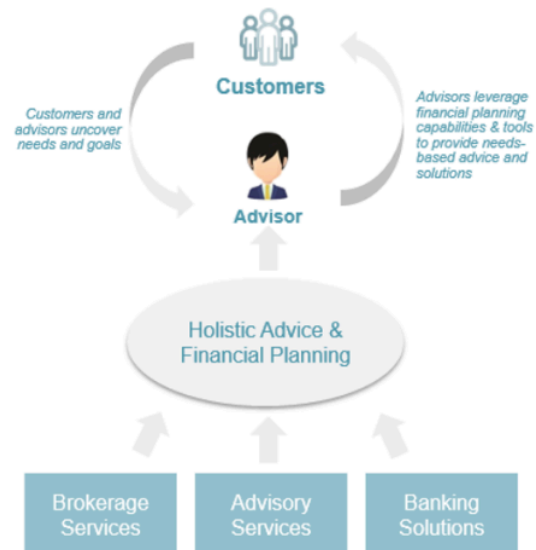 Customers
Customers and
advisors uncover
needs and goals
Advisors leverage
financial planning
capabilities & tools
to provide needs-
based advice and
solutions
Advisor
Holistic Advice &
Financial Planning
Brokerage
Services
Advisory
Services
Banking
Solutions